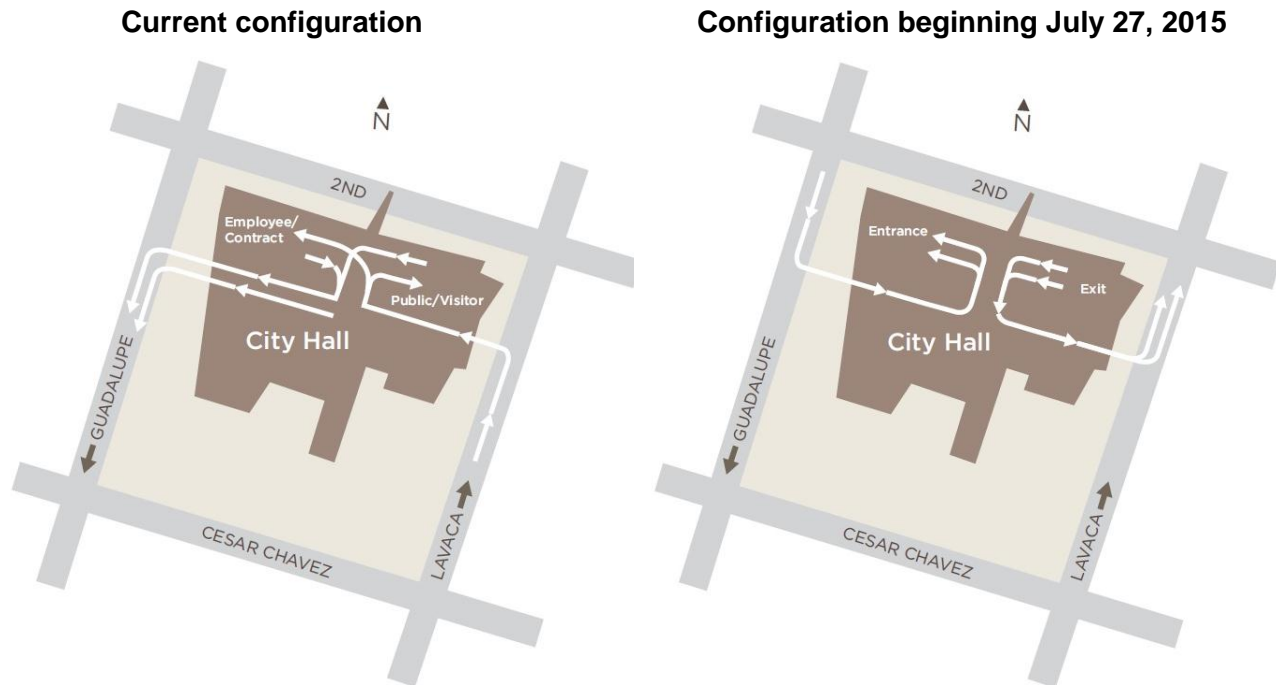 Current configuration
N
2ND
Employee/
Contract
Public/Visitor
City Hall
GUADALUPE
CESAR CHAVEZ
LAVACA
Configuration beginning July 27, 2015
N
2ND
Entrance
Exit
City Hall
GUADALUPE
CESAR CHAVEZ
LAVACA